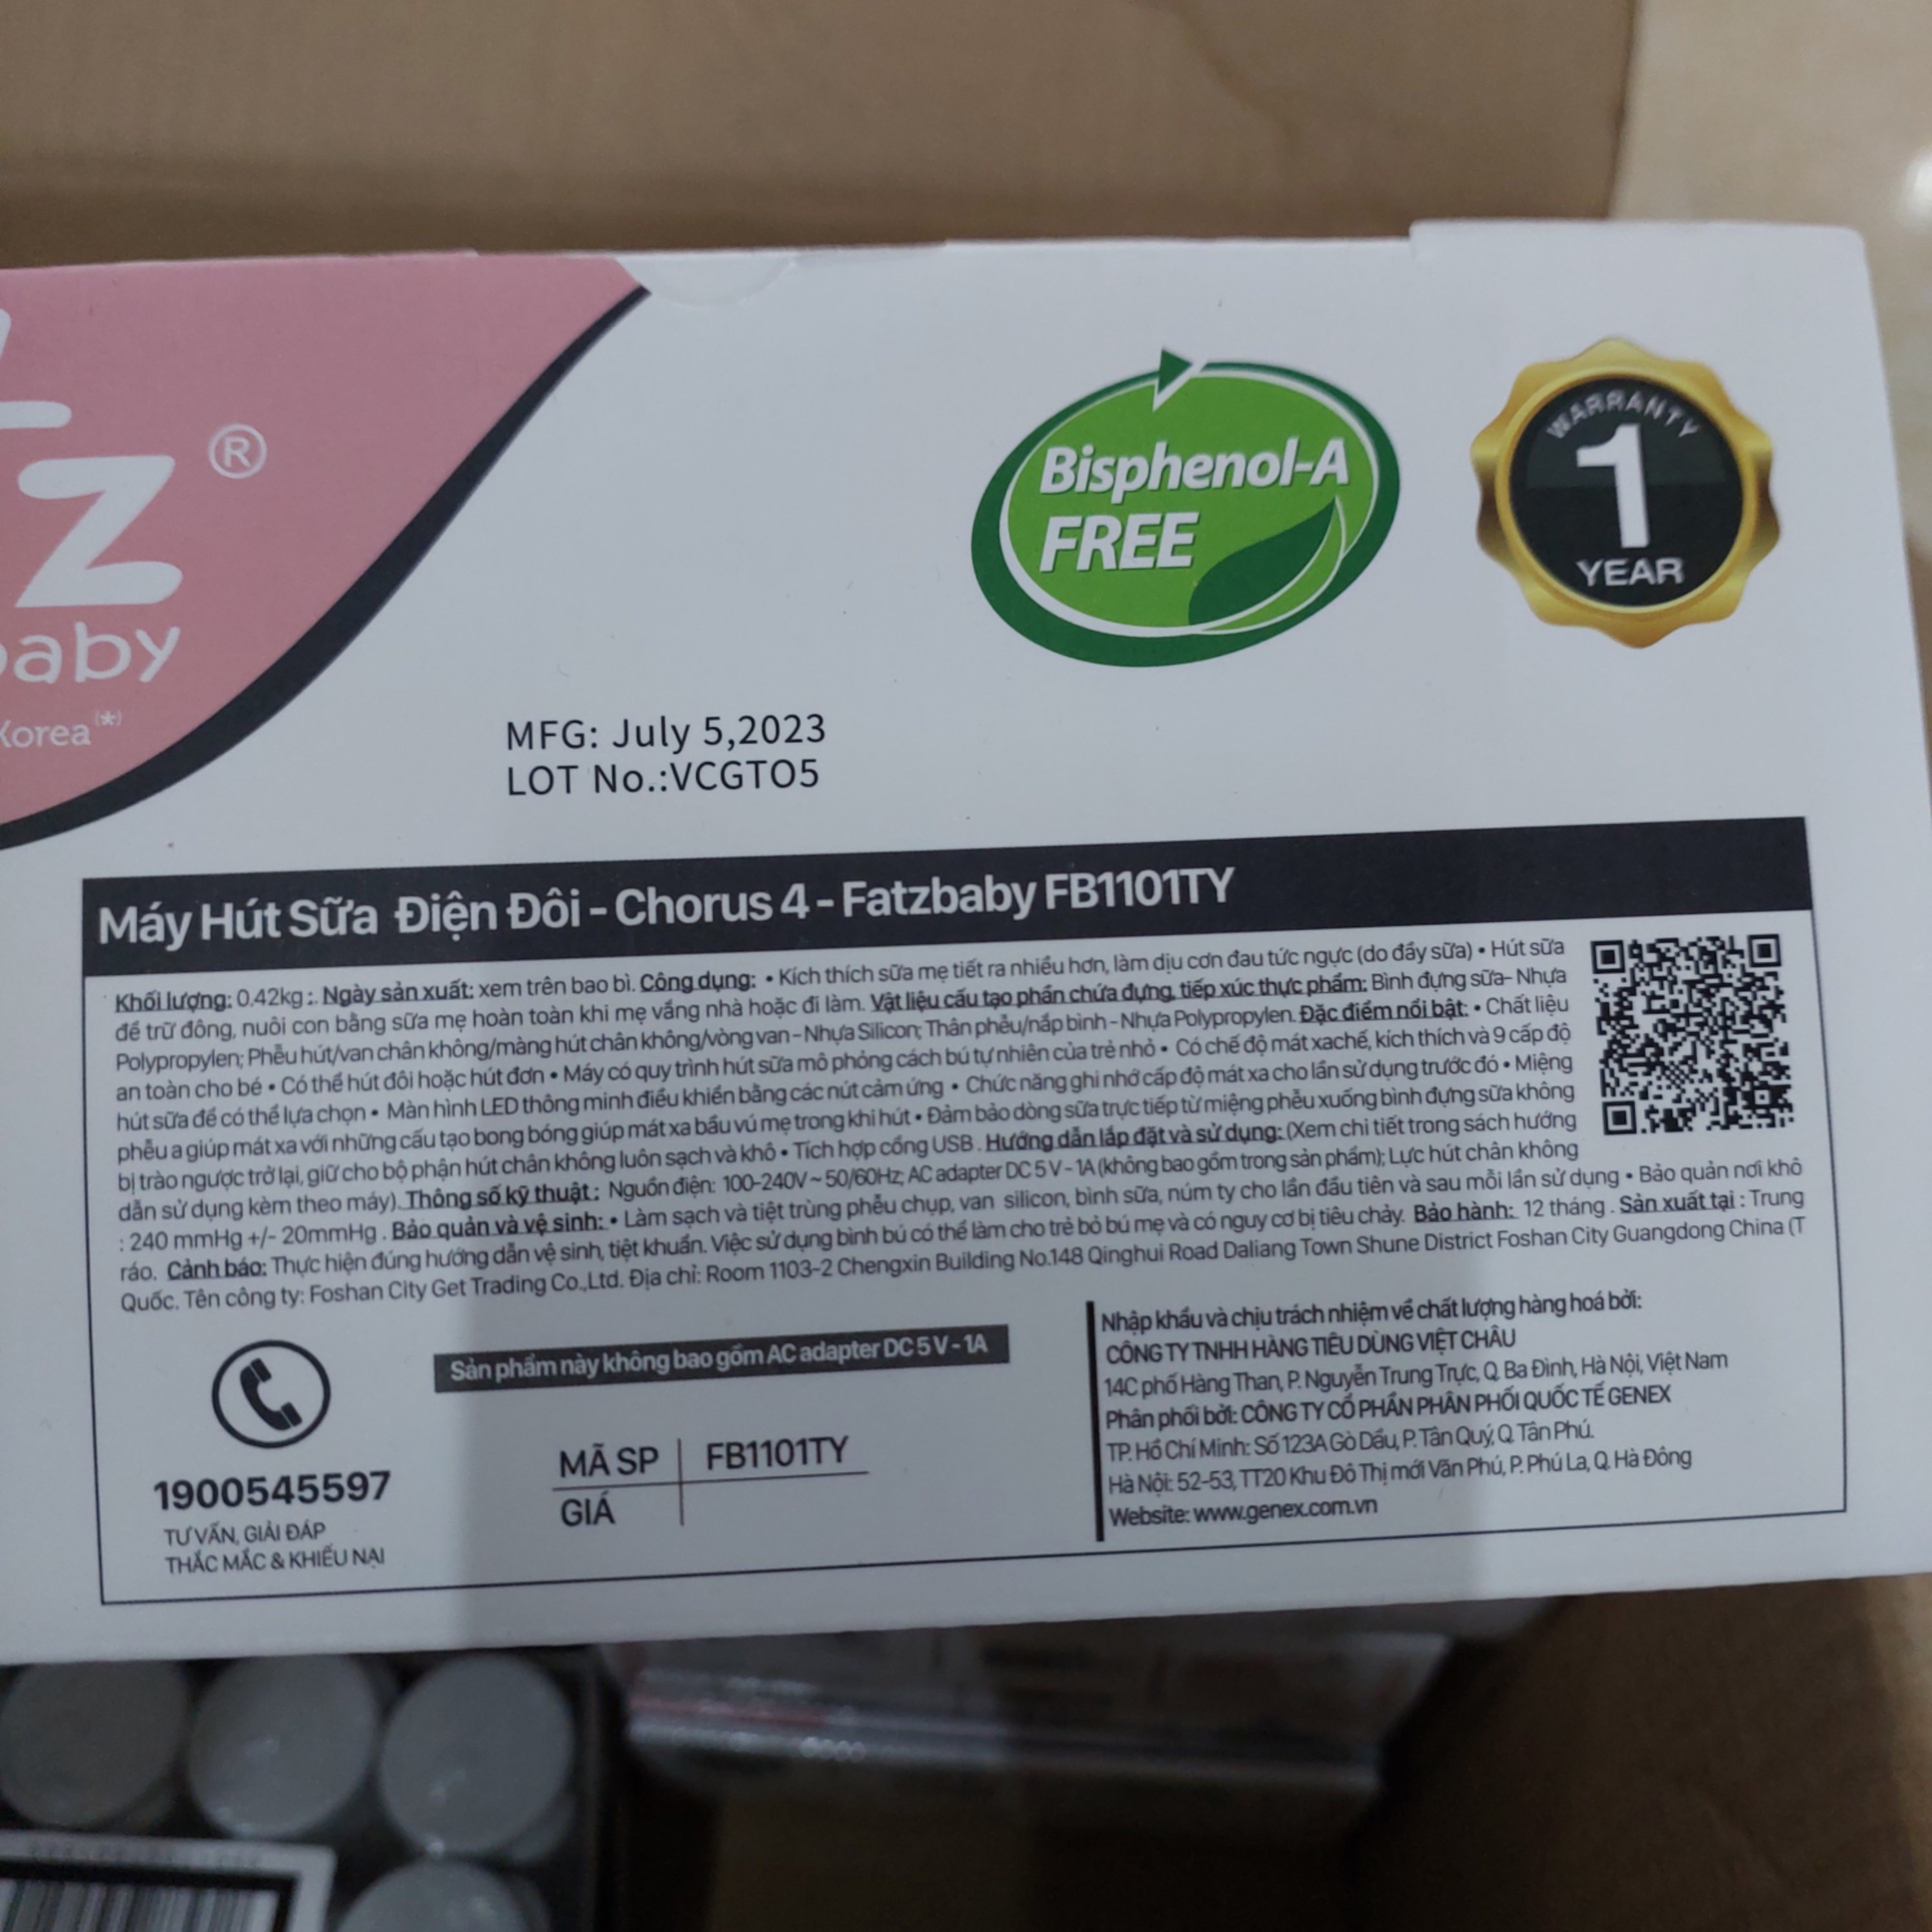 Z
®
baby
Korea(*)
Bisphenol-A
FREE
WARRANTY
1
YEAR
MFG: July 5,2023
LOT No.:VCGTO5
Máy Hút Sữa Điện Đôi - Chorus 4 - Fatzbaby FB1101TY
Khối lượng: 0.42kg :. Ngày sản xuất: xem trên bao bì. Công dụng: • Kích thích sữa mẹ tiết ra nhiều hơn, làm dịu cơn đau tức ngực (do đầy sữa) • Hút sữa
để trữ đông, nuôi con bằng sữa mẹ hoàn toàn khi mẹ vắng nhà hoặc đi làm. Vật liệu cấu tạo phần chứa đựng, tiếp xúc thực phẩm: Bình đựng sữa- Nhựa
Polypropylen; Phễu hút/van chân không/màng hút chân không/vòng van - Nhựa Silicon; Thân phễu/nắp bình - Nhựa Polypropylen. Đặc điểm nổi bật: • Chất liệu
an toàn cho bé • Có thể hút đôi hoặc hút đơn • Máy có quy trình hút sữa mô phỏng cách bú tự nhiên của trẻ nhỏ • Có chế độ mát xachế, kích thích và 9 cấp độ
hút sữa để có thể lựa chọn • Màn hình LED thông minh điều khiển bằng các nút cảm ứng • Chức năng ghi nhớ cấp độ mát xa cho lần sử dụng trước đó • Miệng
phễu a giúp mát xa với những cấu tạo bong bóng giúp mát xa bầu vú mẹ trong khi hút • Đảm bảo dòng sữa trực tiếp từ miệng phễu xuống bình đựng sữa không
bị trào ngược trở lại, giữ cho bộ phận hút chân không luôn sạch và khô • Tích hợp cổng USB . Hướng dẫn lắp đặt và sử dụng: (Xem chi tiết trong sách hướng
dẫn sử dụng kèm theo máy). Thông số kỹ thuật : Nguồn điện: 100-240V ~ 50/60Hz; AC adapter DC 5 V - 1A (không bao gồm trong sản phẩm); Lực hút chân không
: 240 mmHg +/- 20mmHg . Bảo quản và vệ sinh: • Làm sạch và tiệt trùng phễu chụp, van silicon, bình sữa, núm ty cho lần đầu tiên và sau mỗi lần sử dụng • Bảo quản nơi khô
ráo. Cảnh báo: Thực hiện đúng hướng dẫn vệ sinh, tiệt khuẩn. Việc sử dụng bình bú có thể làm cho trẻ bỏ bú mẹ và có nguy cơ bị tiêu chảy. Bảo hành: 12 tháng . Sản xuất tại : Trung
Quốc. Tên công ty: Foshan City Get Trading Co.,Ltd. Địa chỉ: Room 1103-2 Chengxin Building No.148 Qinghui Road Daliang Town Shune District Foshan City Guangdong China (T
1900545597
TƯ VẤN, GIẢI ĐÁP
THẮC MẮC & KHIẾU NẠI
Sản phẩm này không bao gồm AC adapter DC 5 V - 1A
MÃ SP FB1101TY
GIÁ
Nhập khẩu và chịu trách nhiệm về chất lượng hàng hoá bởi:
CÔNG TY TNHH HÀNG TIÊU DÙNG VIỆT CHÂU
14C phố Hàng Than, P. Nguyễn Trung Trực, Q. Ba Đình, Hà Nội, Việt Nam
Phân phối bởi: CÔNG TY CỔ PHẦN PHÂN PHỐI QUỐC TẾ GENEX
TP. Hồ Chí Minh: Số 123A Gò Dầu, P. Tân Quý, Q. Tân Phú.
Hà Nội: 52-53, TT20 Khu Đô Thị mới Văn Phú, P. Phú La, Q. Hà Đông
Website: www.genex.com.vn